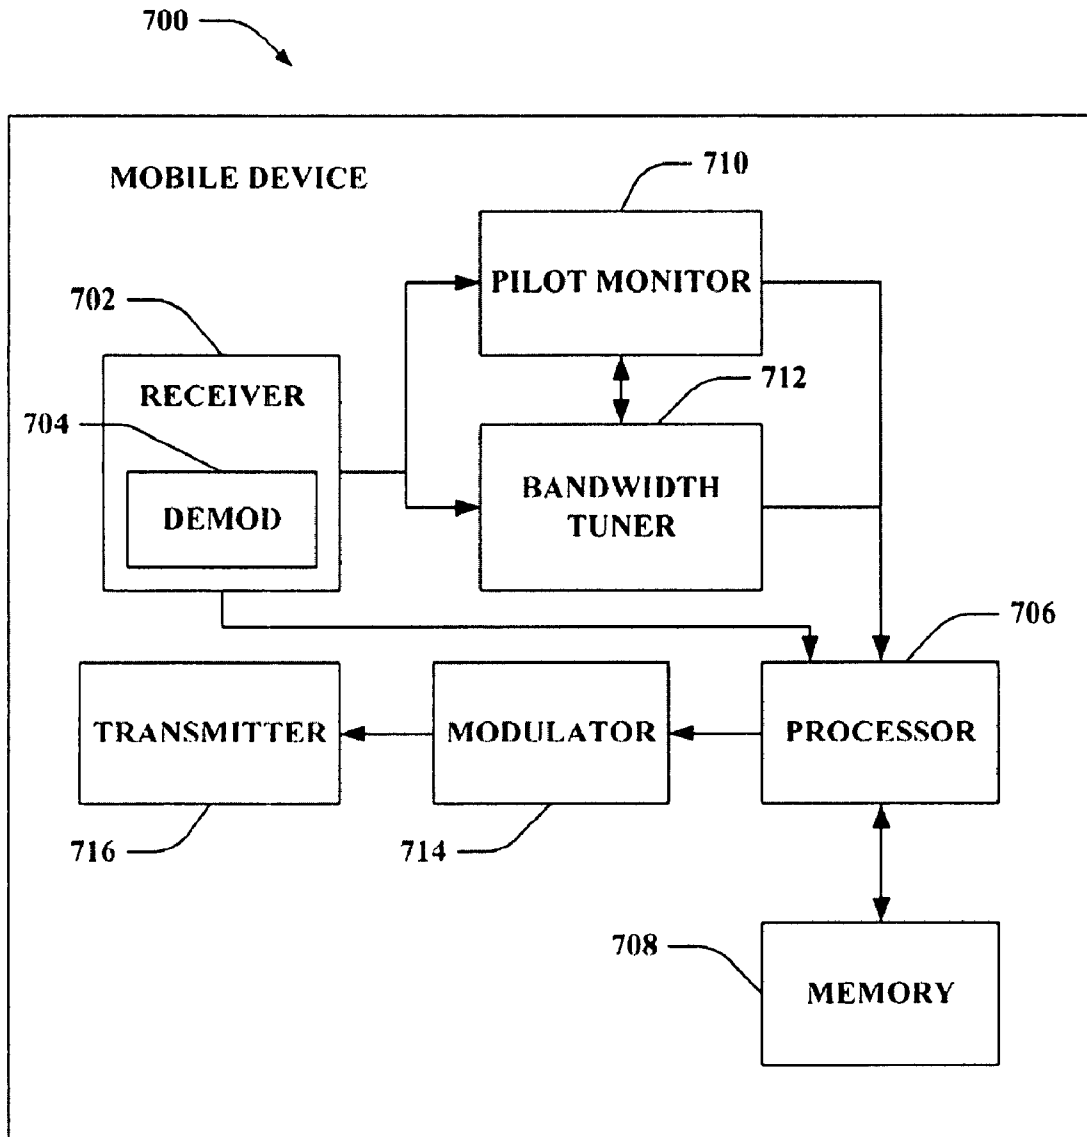 700
MOBILE DEVICE
710
PILOT MONITOR
702
712
RECEIVER
704
BANDWIDTH
TUNER
DEMOD
706
TRANSMITTER
MODULATOR
PROCESSOR
716
714
708
MEMORY